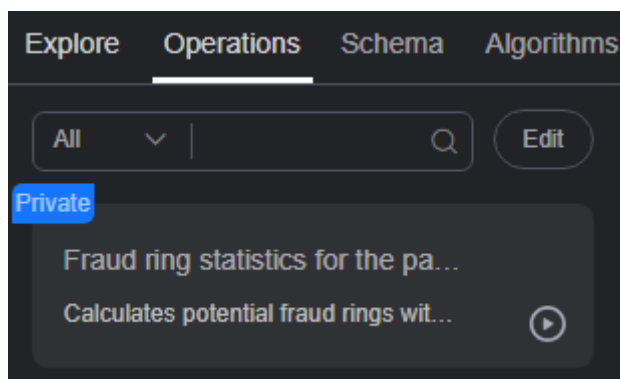 Explore Operations Schema Algorithms
All Edit
Private
Fraud ring statistics for the pa...
Calculates potential fraud rings wit...